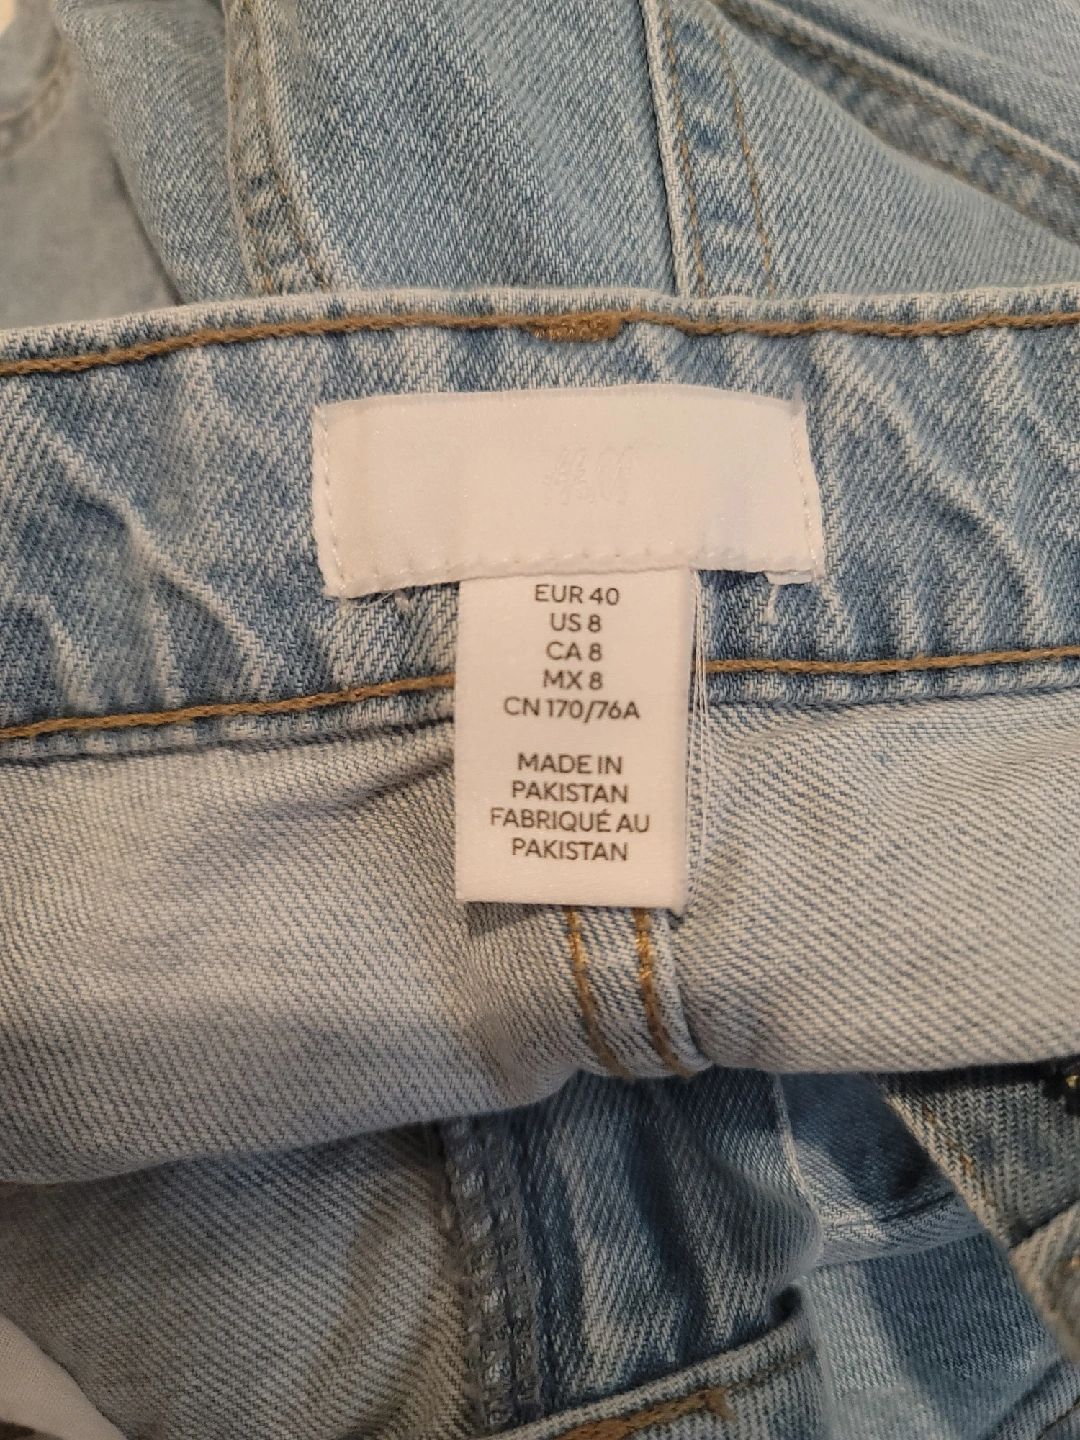 H&M
EUR 40
US 8
CA 8
MX 8
CN 170/76A
MADE IN
PAKISTAN
FABRIQUÉ AU
PAKISTAN